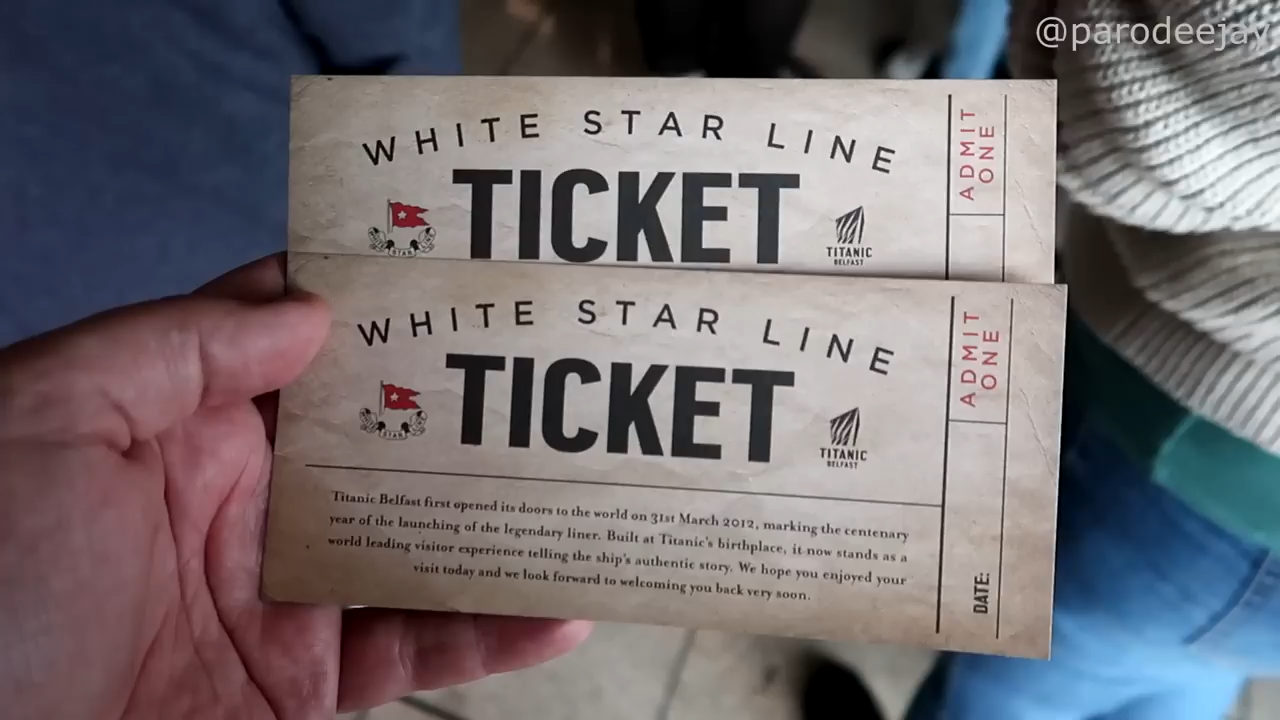 @parodeejay
WHITE STAR LINE
TICKET
STAR
TITANIC
BELFAST
ADMIT
ONE
WHITE STAR LINE
TICKET
STAR
TITANIC
BELFAST
ADMIT
ONE
Titanic Belfast first opened its doors to the world on 31st March 2012, marking the centenary
year of the launching of the legendary liner. Built at Titanic's birthplace, it now stands as a
world leading visitor experience telling the ship's authentic story. We hope you enjoyed your
visit today and we look forward to welcoming you back very soon.
DATE: